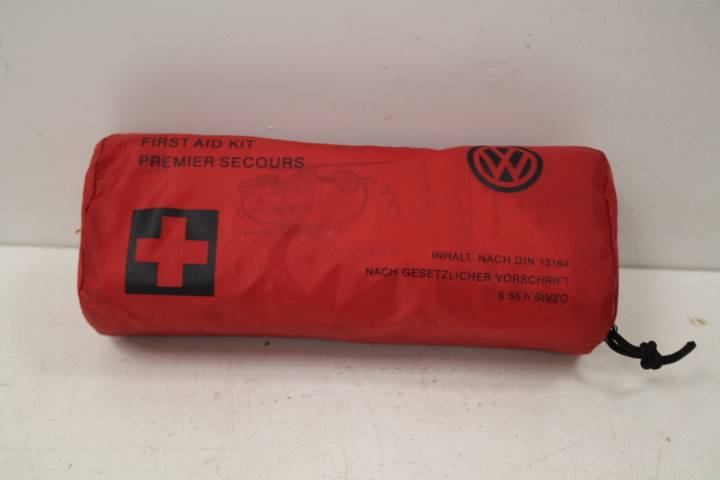 FIRST AID KIT
PREMIER SECOURS
VW
INHALT NACH DIN 13164
NACH GESETZLICHER VORSCHRIFT
§ 35 h StVZO